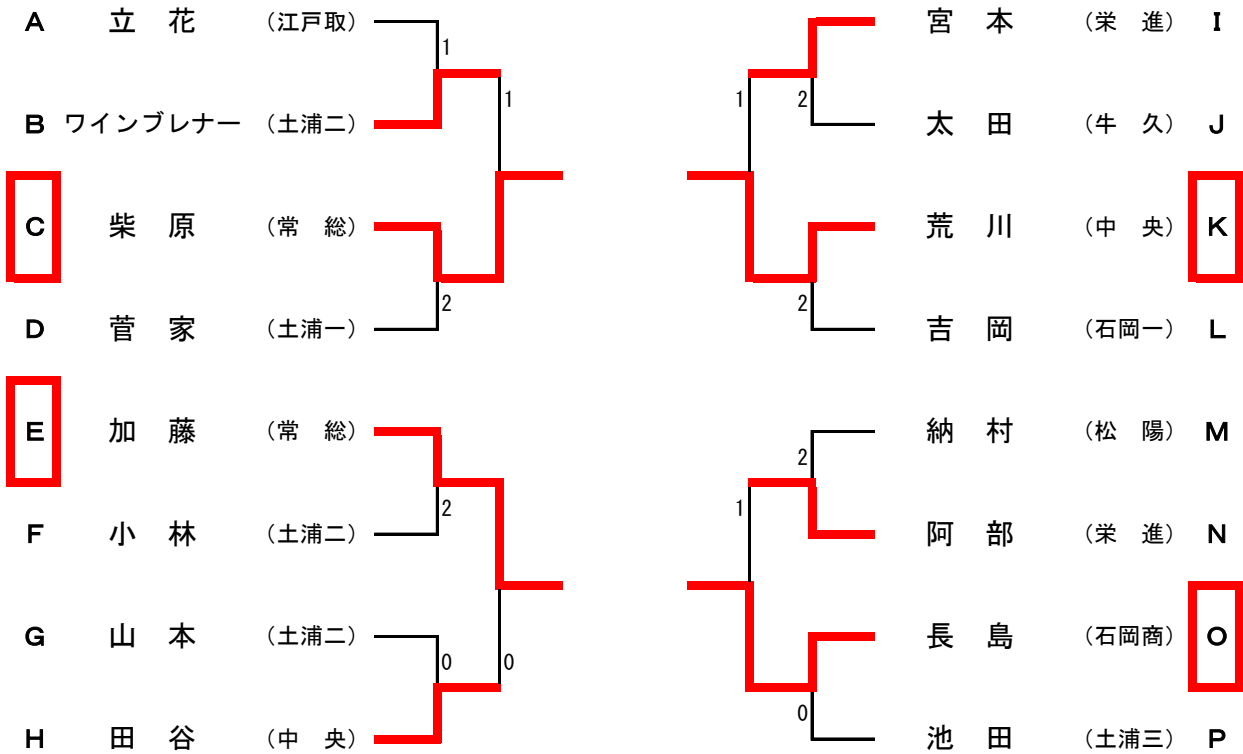 A 立 花 （江戸取） 宮 本 （栄 進） I
1
1 1 2
B ワインブレナー （土浦二） 太 田 （牛 久） J
C 柴 原 （常 総） 荒 川 （中 央） K
2 2
D 菅 家 （土浦一） 吉 岡 （石岡一） L
E 加 藤 （常 総） 納 村 （松 陽） M
2
2 1
F 小 林 （土浦二） 阿 部 （栄 進） N
G 山 本 （土浦二） 長 島 （石岡商） O
0 0
0
H 田 谷 （中 央） 池 田 （土浦三） P